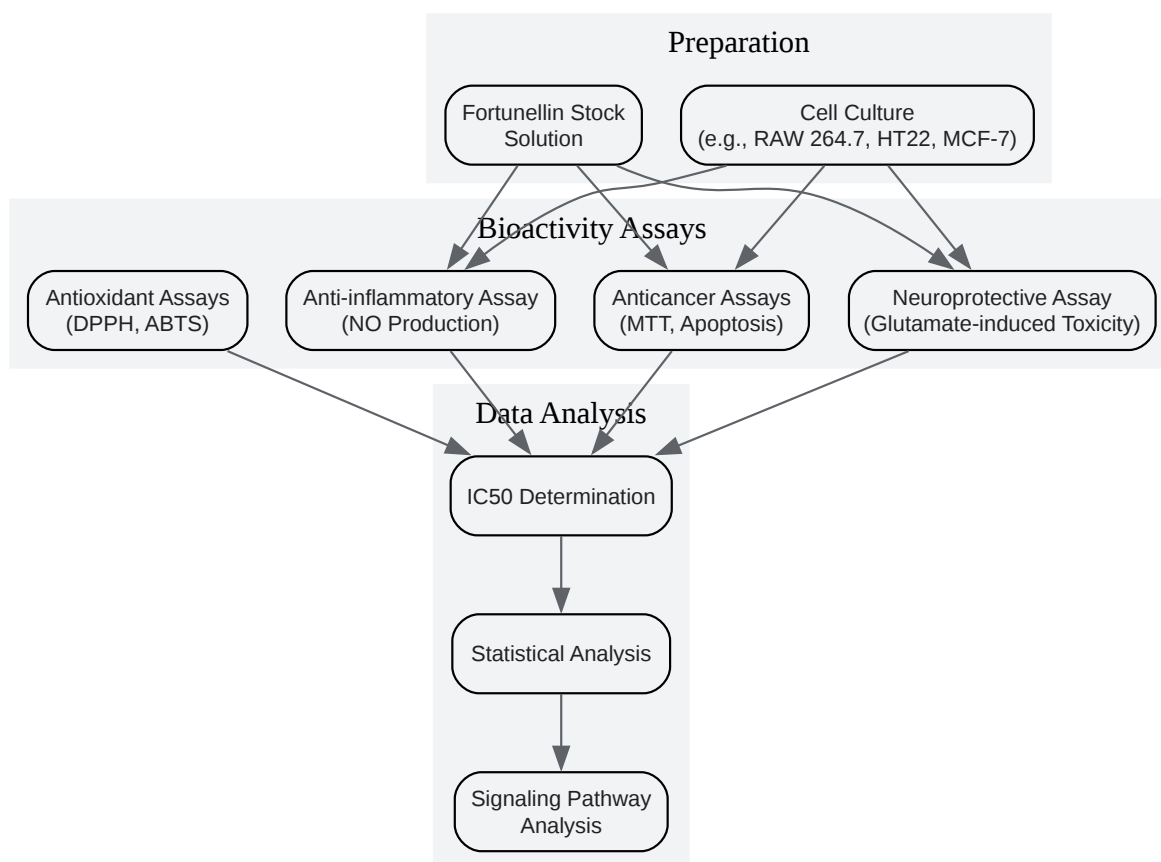 Preparation
Fortunellin Stock
Solution
Cell Culture
(e.g., RAW 264.7, HT22, MCF-7)
Bioactivity Assays
Antioxidant Assays
(DPPH, ABTS)
Anti-inflammatory Assay
(NO Production)
Anticancer Assays
(MTT, Apoptosis)
Neuroprotective Assay
(Glutamate-induced Toxicity)
Data Analysis
IC50 Determination
Statistical Analysis
Signaling Pathway
Analysis